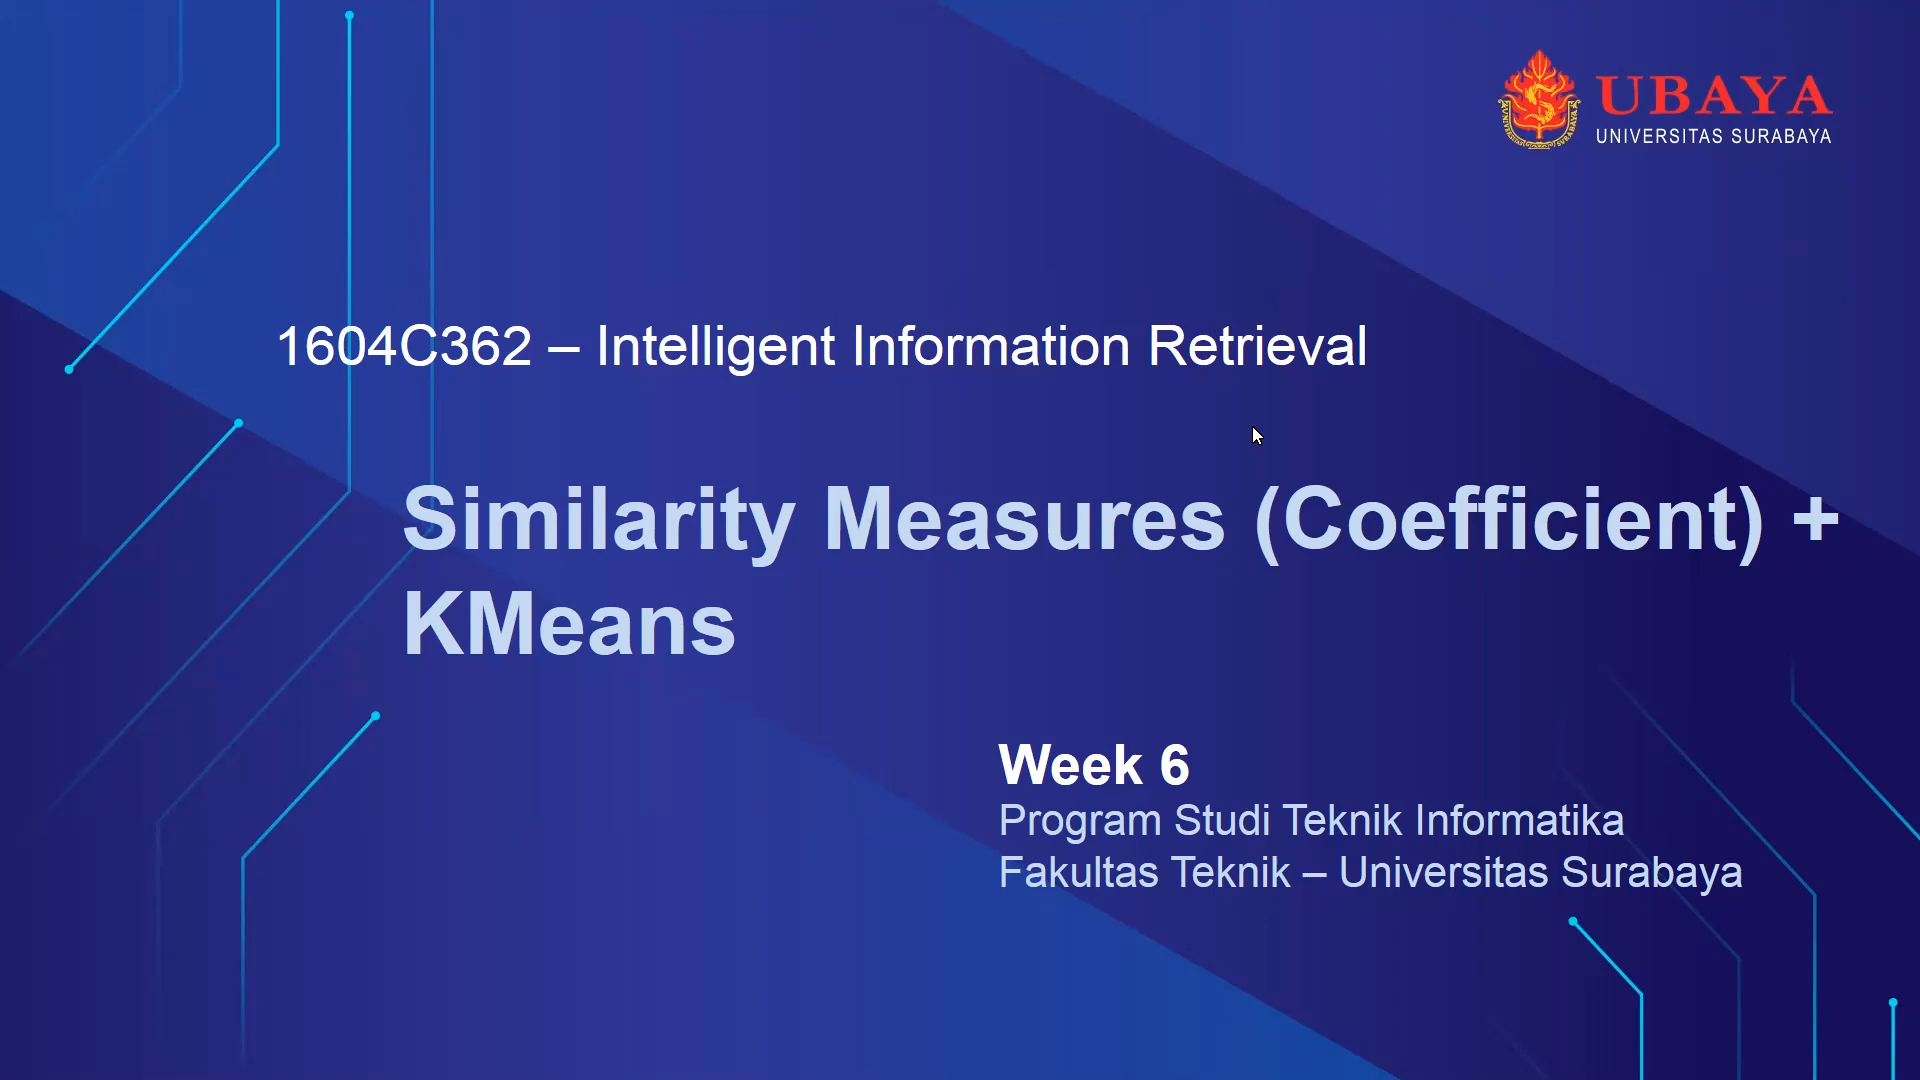 UBAYA
UNIVERSITAS SURABAYA
1604C362 – Intelligent Information Retrieval
Similarity Measures (Coefficient) +
KMeans
Week 6
Program Studi Teknik Informatika
Fakultas Teknik – Universitas Surabaya